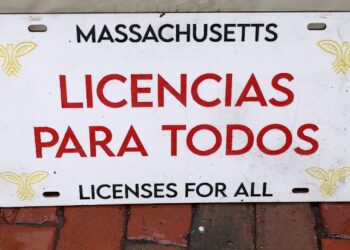 MASSACHUSETTS
LICENCIAS
PARA TODOS
LICENSES FOR ALL